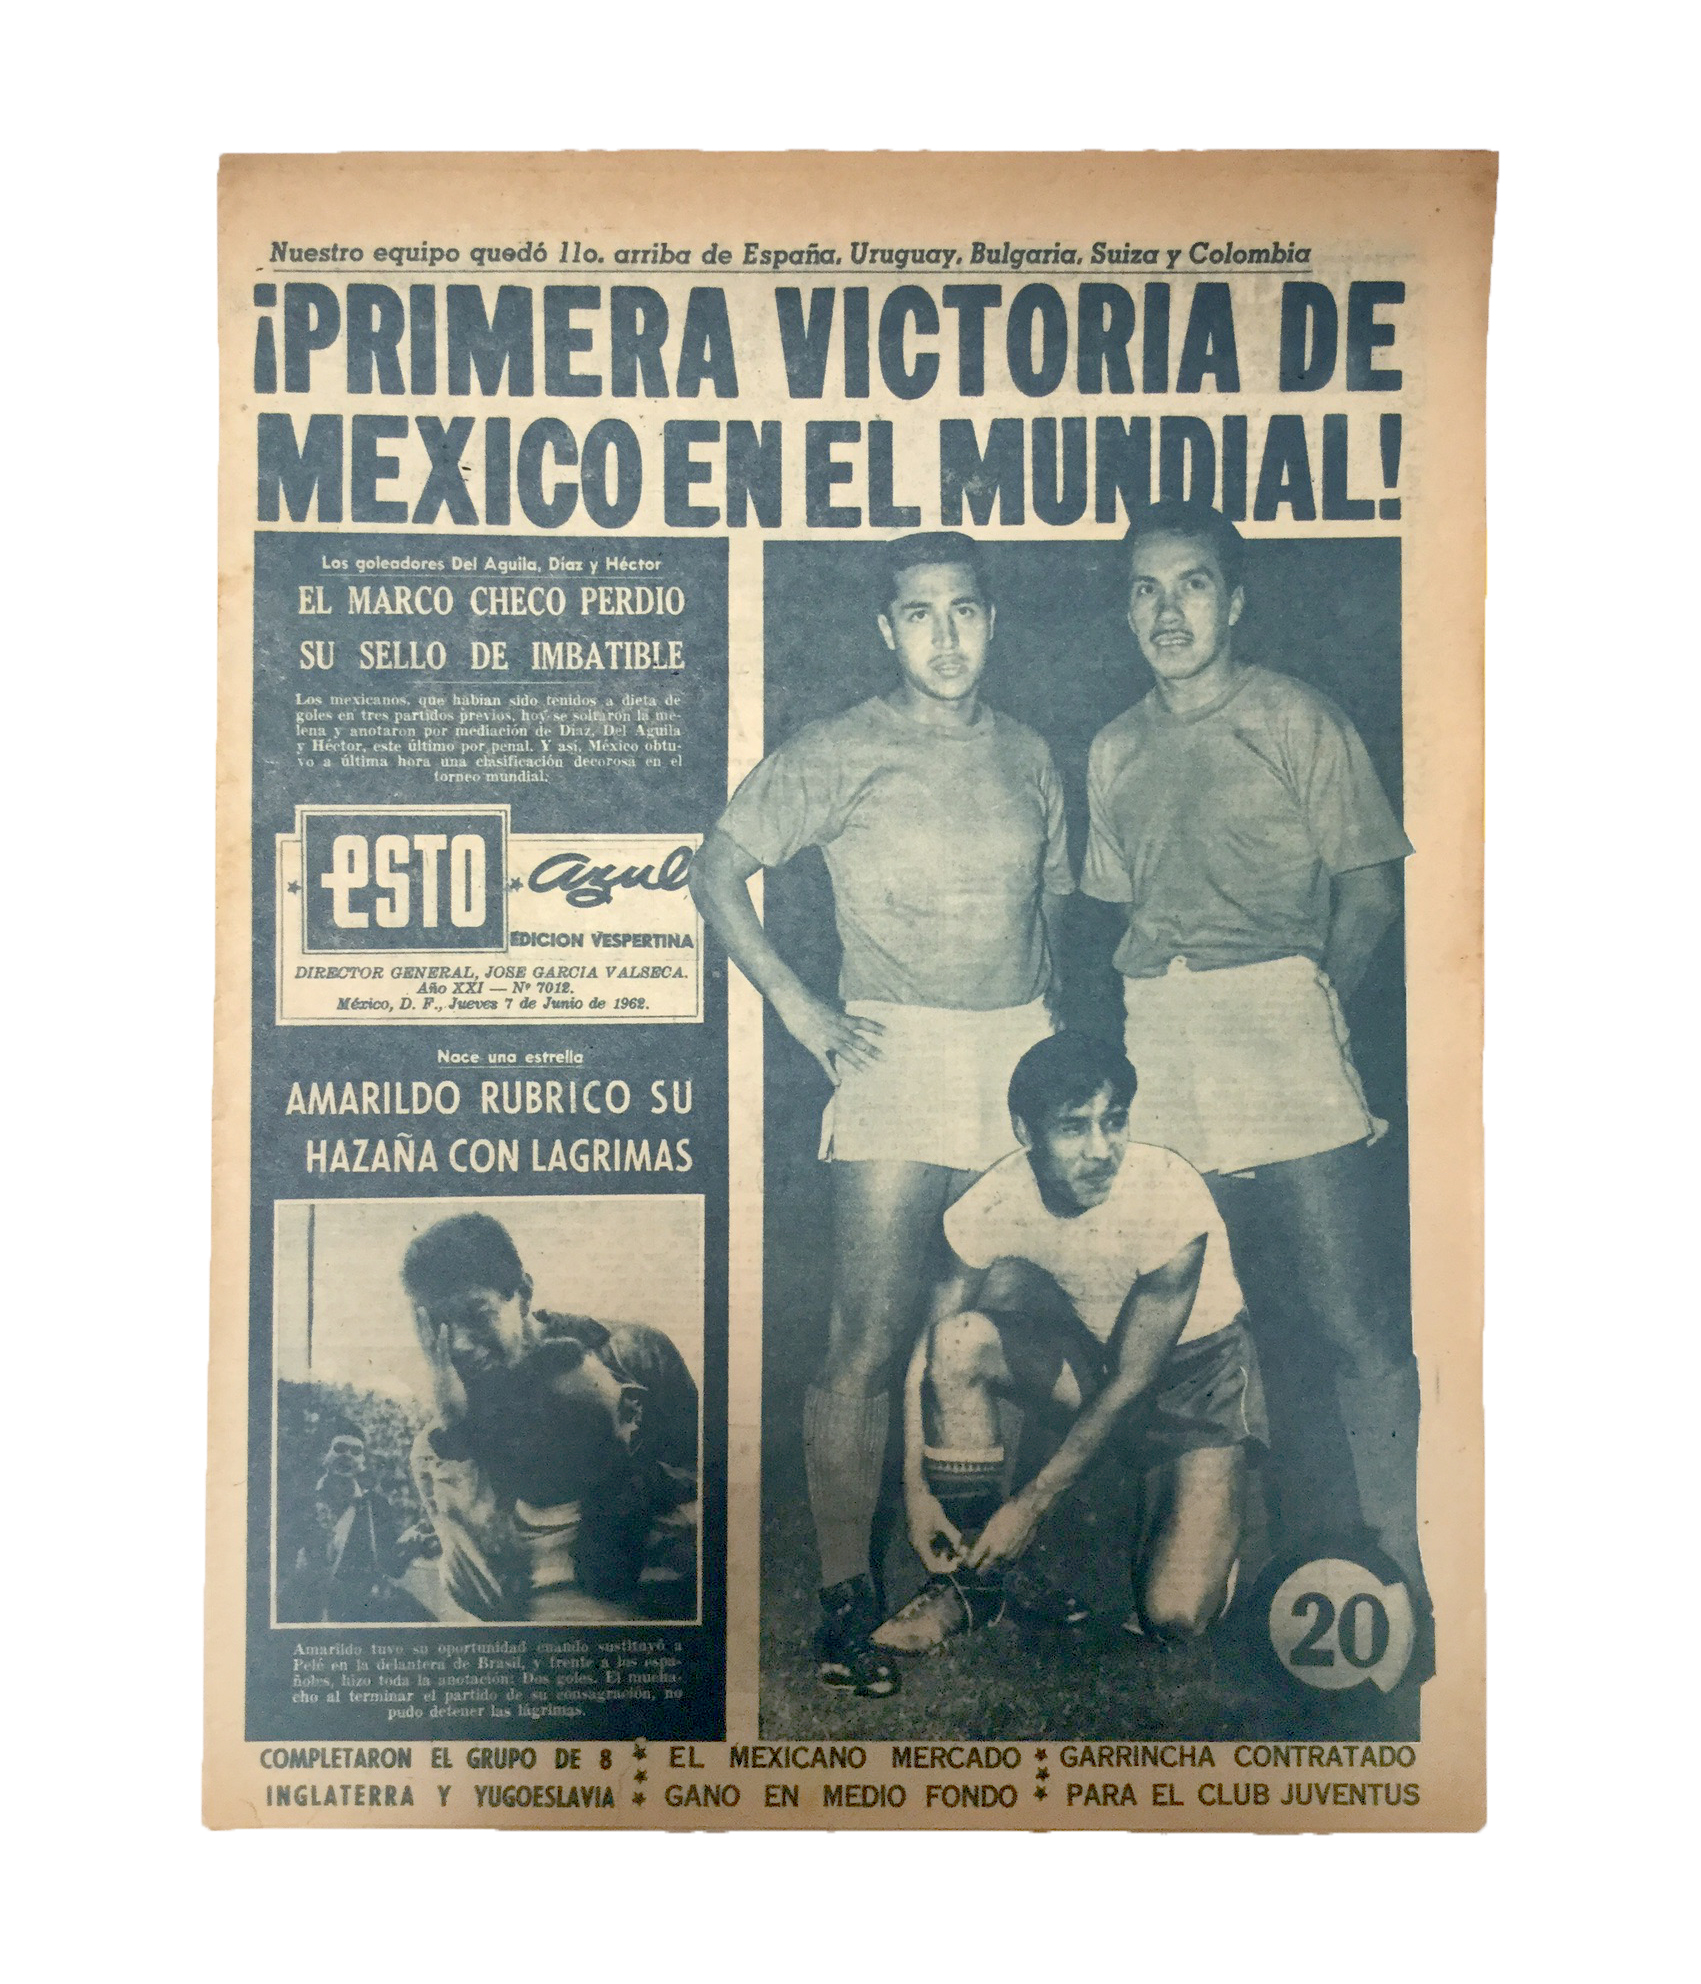 Nuestro equipo quedó 11o. arriba de España, Uruguay, Bulgaria, Suiza y Colombia
¡PRIMERA VICTORIA DE
MEXICO EN EL MUNDIAL!
Los goleadores Del Aguila, Díaz y Héctor
EL MARCO CHECO PERDIO
SU SELLO DE IMBATIBLE
Los mexicanos, que habían sido tenidos a dieta de
goles en tres partidos previos, hoy se soltaron la me-
lena y anotaron por mediación de Díaz, Del Aguila
y Héctor, este último por penal. Y así, México obtu-
vo a última hora una clasificación decorosa en el
torneo mundial.
esto azul
EDICION VESPERTINA
DIRECTOR GENERAL, JOSE GARCIA VALSECA.
Año XXI — Nº 7012.
México, D. F., Jueves 7 de Junio de 1962.
Nace una estrella
AMARILDO RUBRICO SU
HAZAÑA CON LAGRIMAS
Amarildo tuvo su oportunidad cuando sustituyó a
Pelé en la delantera de Brasil, y frente a los espa-
ñoles, hizo toda la anotación: Dos goles. El mucha-
cho al terminar el partido de su consagración, no
pudo detener las lágrimas.
20
COMPLETARON EL GRUPO DE 8
INGLATERRA Y YUGOESLAVIA
EL MEXICANO MERCADO
GANO EN MEDIO FONDO
GARRINCHA CONTRATADO
PARA EL CLUB JUVENTUS